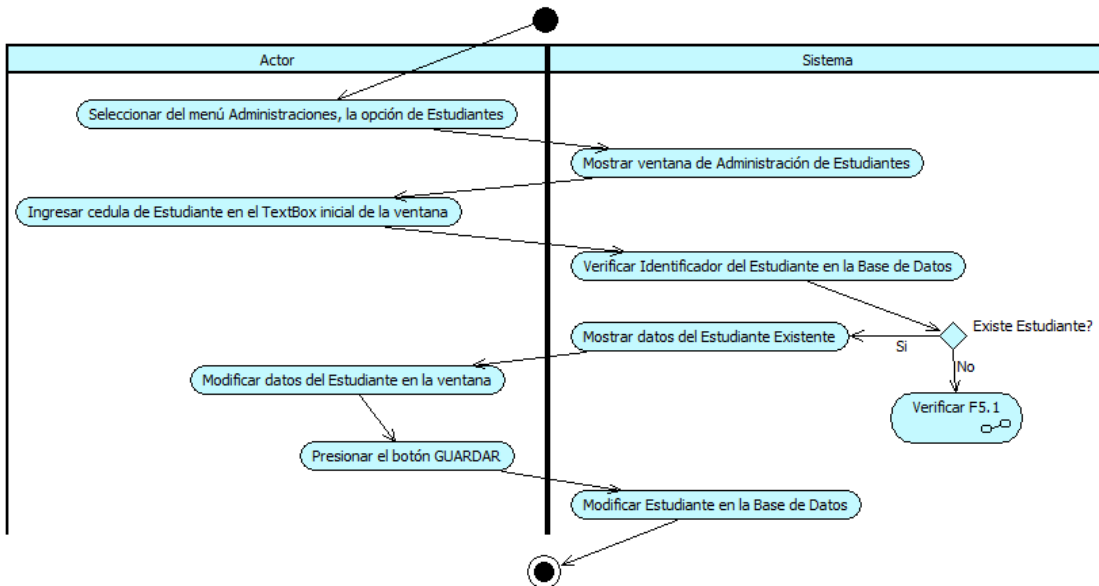 Actor
Sistema
Seleccionar del menú Administraciones, la opción de Estudiantes
Mostrar ventana de Administración de Estudiantes
Ingresar cedula de Estudiante en el TextBox inicial de la ventana
Verificar Identificador del Estudiante en la Base de Datos
Existe Estudiante?
Mostrar datos del Estudiante Existente
Si
No
Modificar datos del Estudiante en la ventana
Verificar F5.1
Presionar el botón GUARDAR
Modificar Estudiante en la Base de Datos